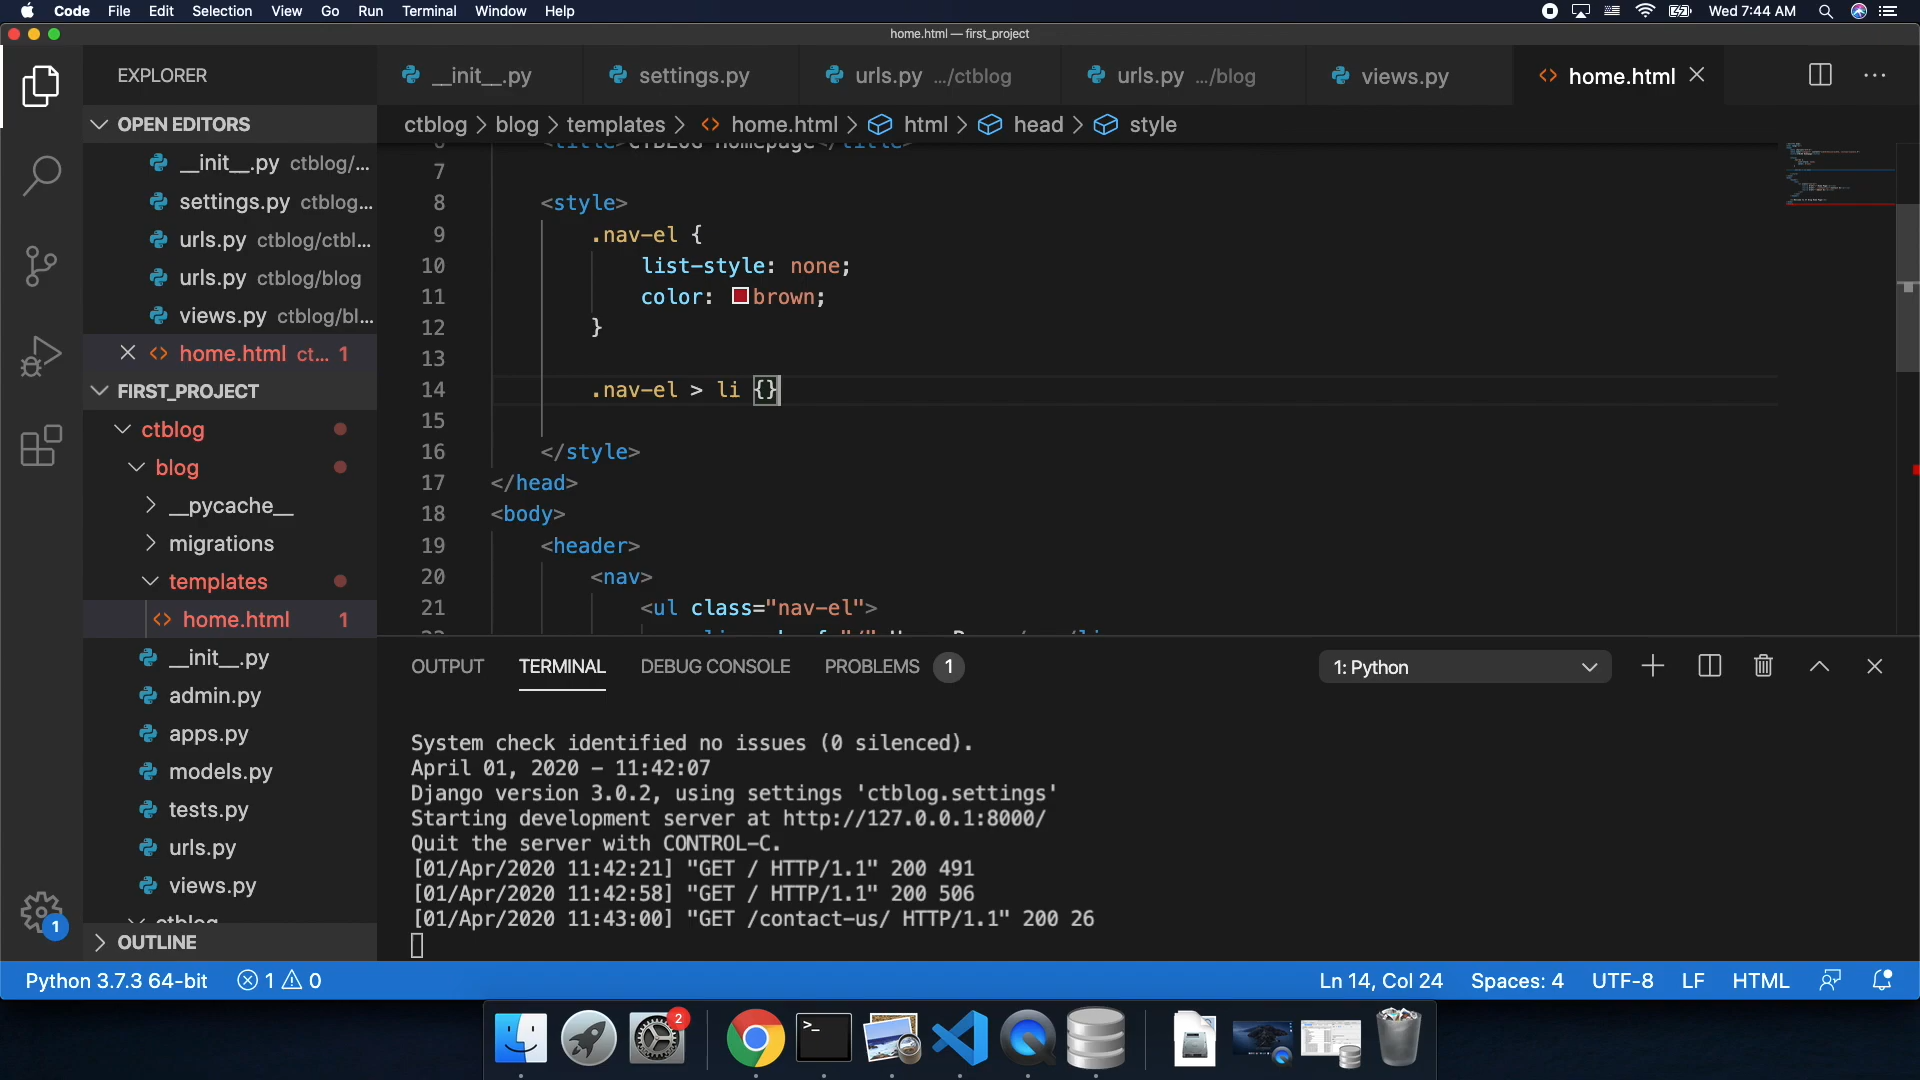 Code File Edit Selection View Go Run Terminal Window Help
Wed 7:44 AM
home.html — first_project
EXPLORER
OPEN EDITORS
__init__.py ctblog/...
settings.py ctblog...
urls.py ctblog/ctbl...
urls.py ctblog/blog
views.py ctblog/bl...
home.html ct... 1
FIRST_PROJECT
ctblog
blog
__pycache__
migrations
templates
home.html 1
__init__.py
admin.py
apps.py
models.py
tests.py
urls.py
views.py
ctblog
OUTLINE
1
__init__.py
settings.py
urls.py .../ctblog
urls.py .../blog
views.py
home.html
ctblog > blog > templates > <> home.html > html > head > style
6 <title>CTBLOG Homepage</title>
7
8 <style>
9 .nav-el {
10 list-style: none;
11 color: brown;
12 }
13
14 .nav-el > li {}
15
16 </style>
17 </head>
18 <body>
19 <header>
20 <nav>
21 <ul class="nav-el">
22
OUTPUT TERMINAL DEBUG CONSOLE PROBLEMS 1
1: Python
System check identified no issues (0 silenced).
April 01, 2020 - 11:42:07
Django version 3.0.2, using settings 'ctblog.settings'
Starting development server at http://127.0.0.1:8000/
Quit the server with CONTROL-C.
[01/Apr/2020 11:42:21] "GET / HTTP/1.1" 200 491
[01/Apr/2020 11:42:58] "GET / HTTP/1.1" 200 506
[01/Apr/2020 11:43:00] "GET /contact-us/ HTTP/1.1" 200 26
Python 3.7.3 64-bit 1 0
Ln 14, Col 24 Spaces: 4 UTF-8 LF HTML
2
>_